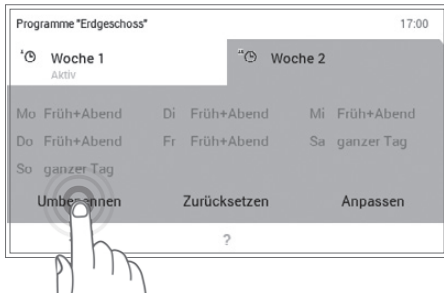 Programme "Erdgeschoss" 17:00
Woche 1 Woche 2
Aktiv
Mo Früh+Abend Di Früh+Abend Mi Früh+Abend
Do Früh+Abend Fr Früh+Abend Sa ganzer Tag
So ganzer Tag
Umbenennen Zurücksetzen Anpassen
?